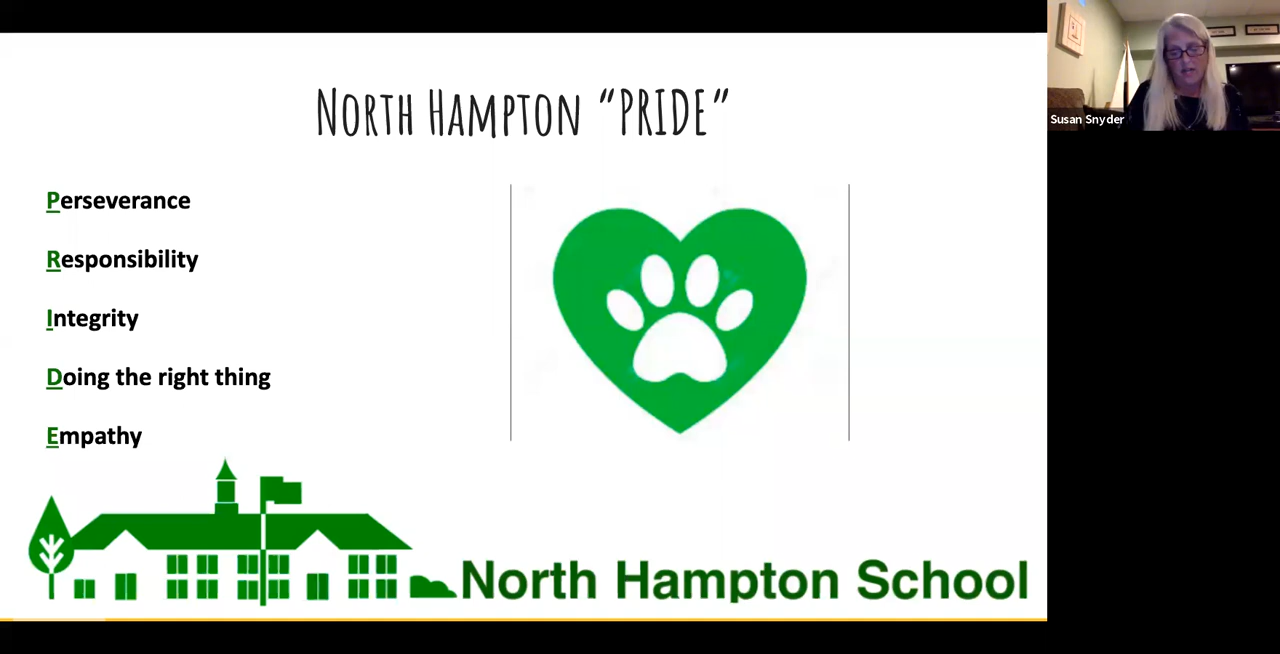 North Hampton “PRIDE”
Perseverance
Responsibility
Integrity
Doing the right thing
Empathy
North Hampton School
Susan Snyder